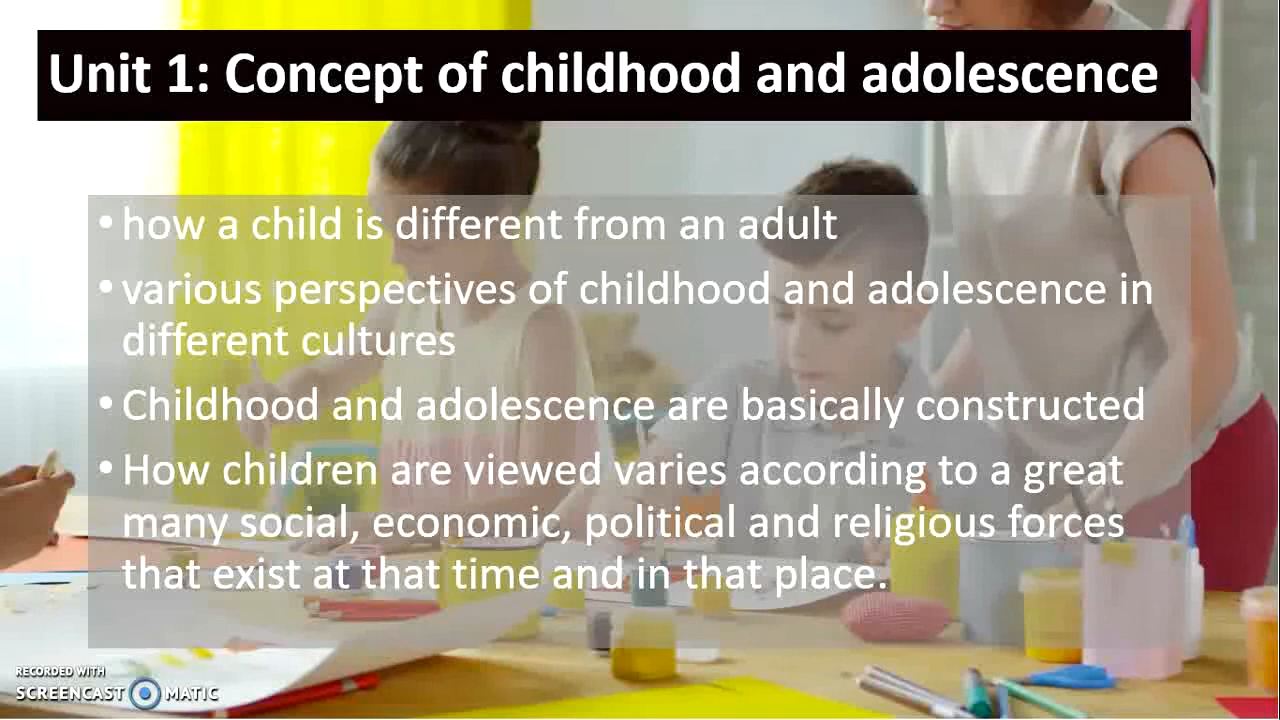 Unit 1: Concept of childhood and adolescence
• how a child is different from an adult
• various perspectives of childhood and adolescence in
different cultures
• Childhood and adolescence are basically constructed
• How children are viewed varies according to a great
many social, economic, political and religious forces
that exist at that time and in that place.
RECORDED WITH
SCREENCAST MATIC